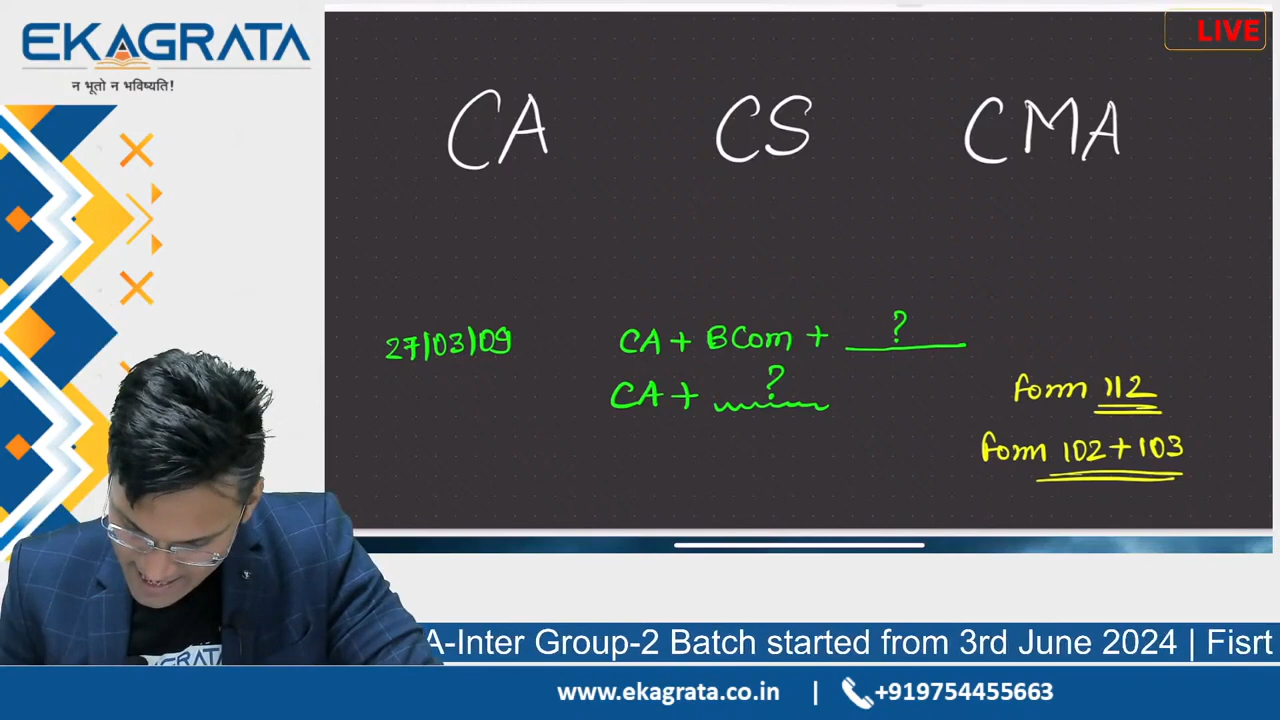 EKAGRATA
न भूतो न भविष्यति!
LIVE
CA CS CMA
27/03/09 CA + BCom + ?
CA + ?
Form 112
Form 102 + 103
EKAGRATA
A-Inter Group-2 Batch started from 3rd June 2024 | Fisrt
www.ekagrata.co.in | +919754455663